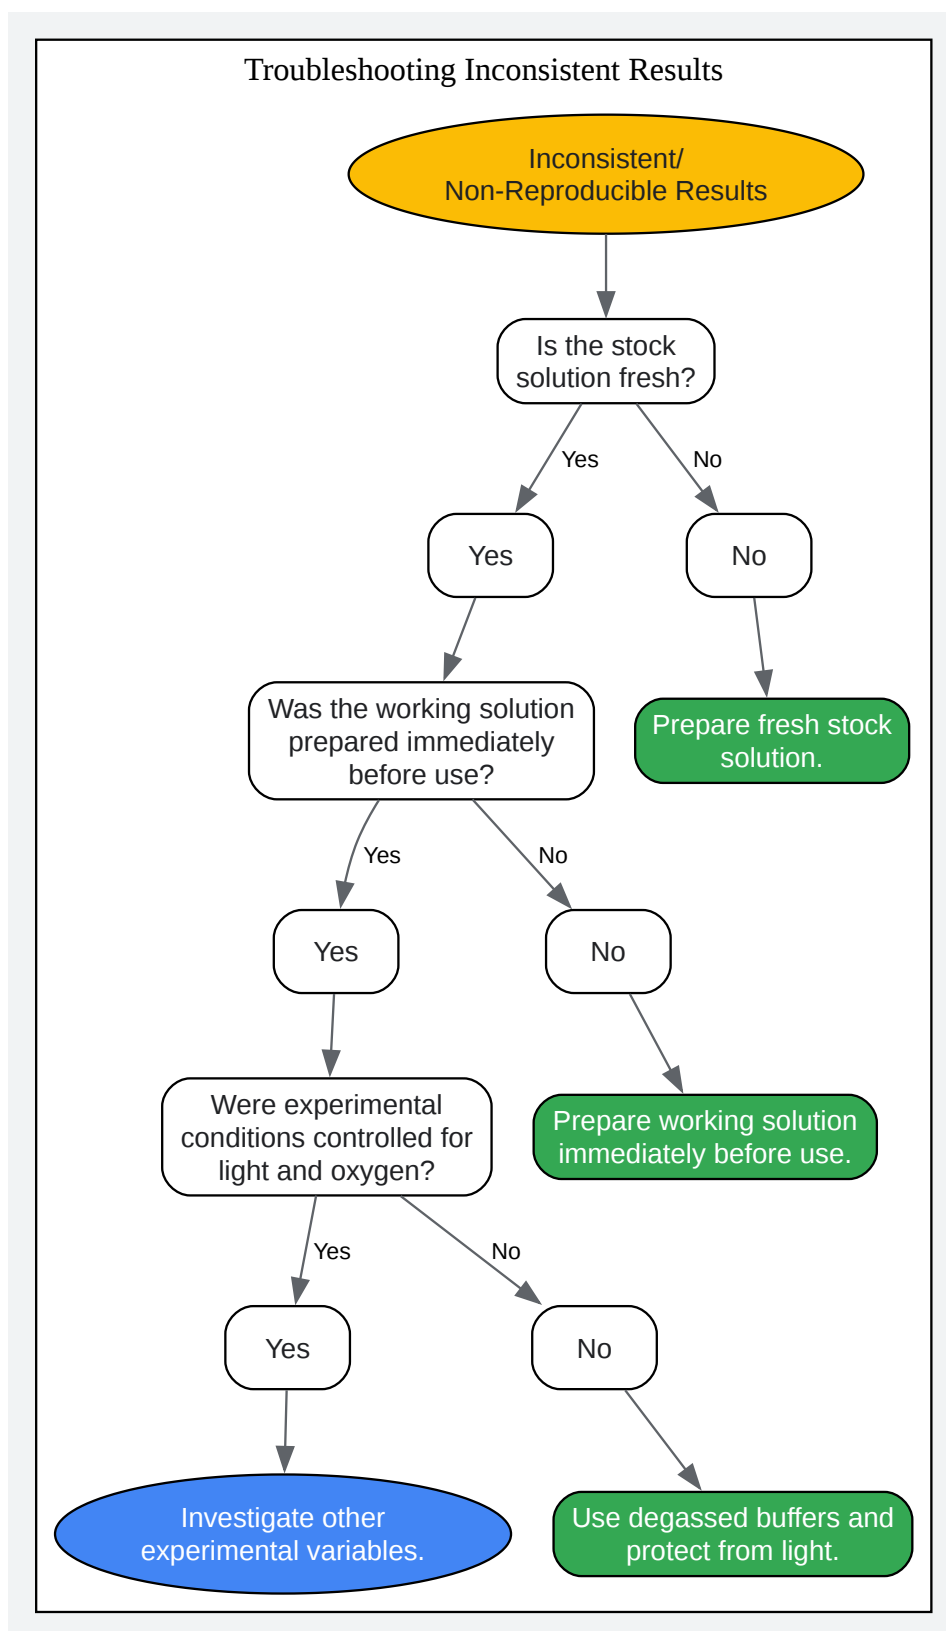 Troubleshooting Inconsistent Results
Inconsistent/
Non-Reproducible Results
Is the stock
solution fresh?
Yes
No
Yes
No
Was the working solution
prepared immediately
before use?
Prepare fresh stock
solution.
Yes
No
Yes
No
Were experimental
conditions controlled for
light and oxygen?
Prepare working solution
immediately before use.
Yes
No
Yes
No
Investigate other
experimental variables.
Use degassed buffers and
protect from light.